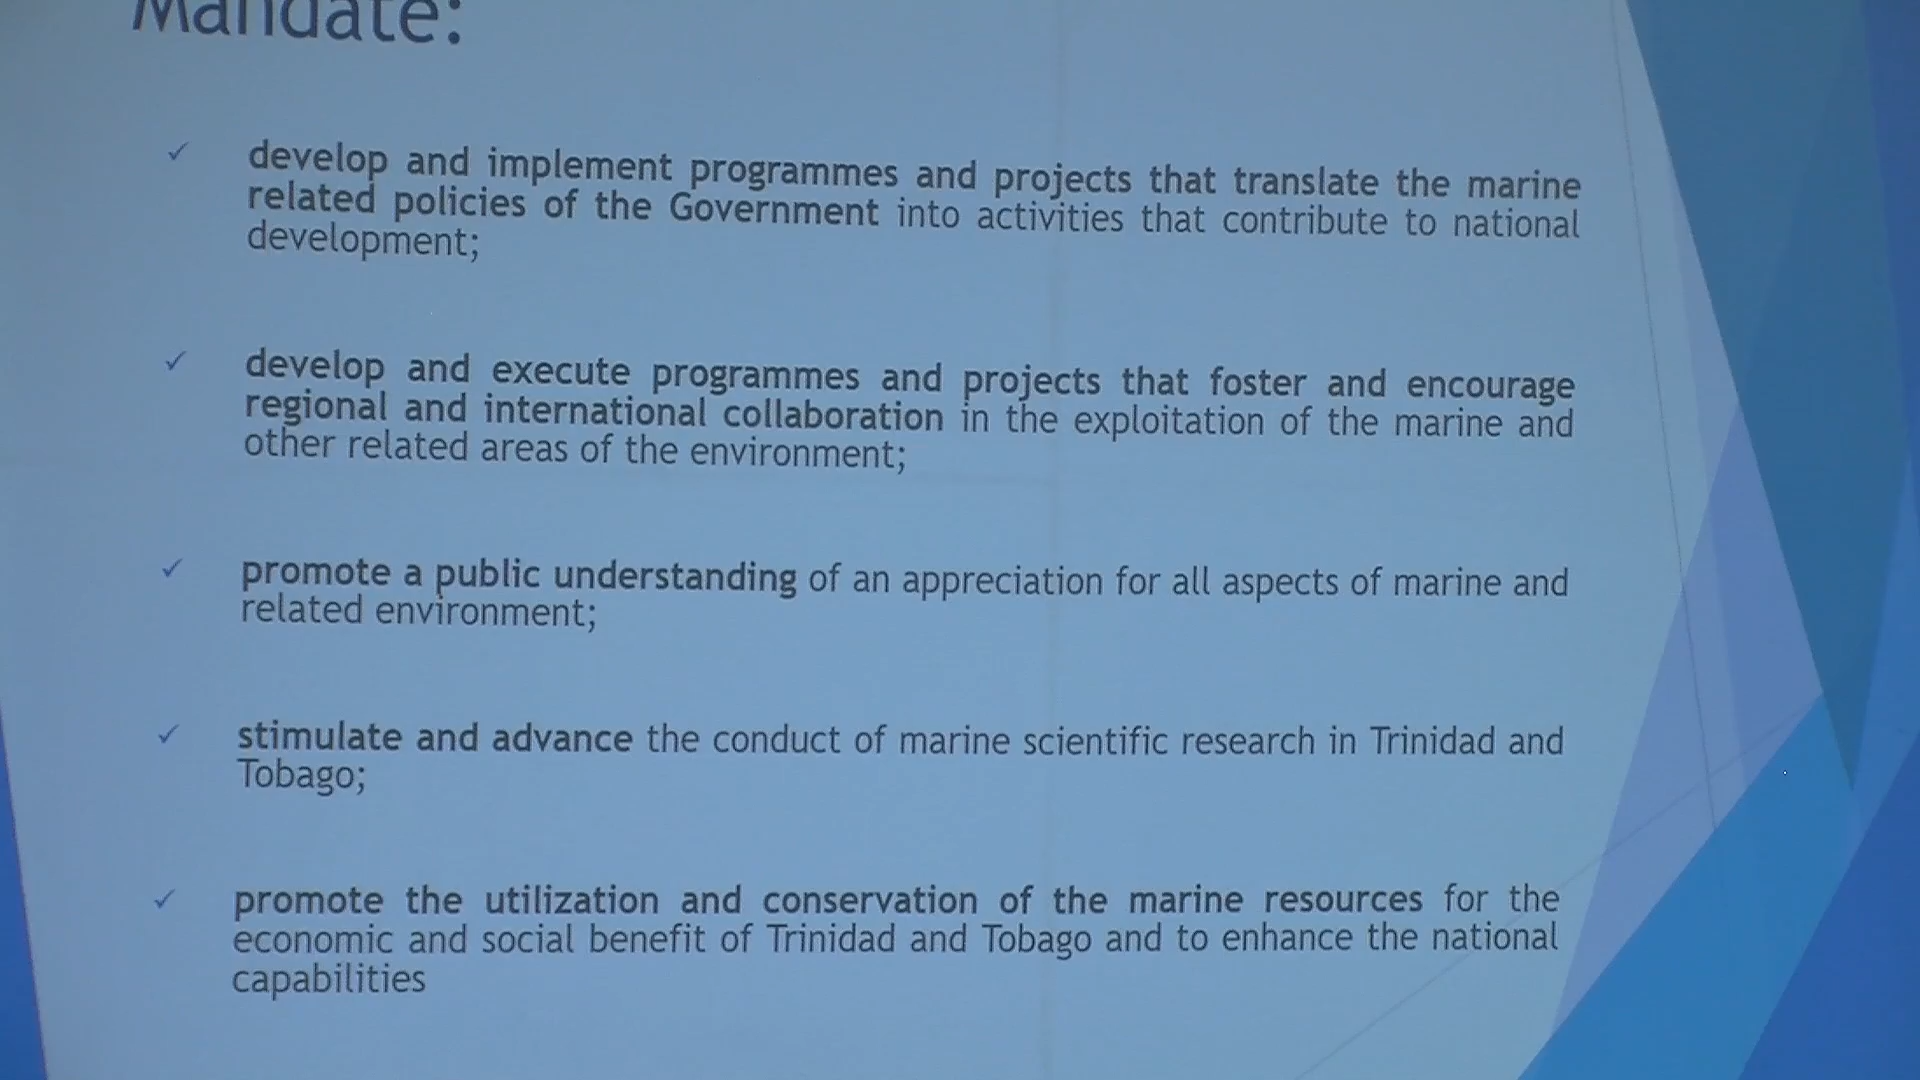 Mandate:
✓ develop and implement programmes and projects that translate the marine
related policies of the Government into activities that contribute to national
development;
✓ develop and execute programmes and projects that foster and encourage
regional and international collaboration in the exploitation of the marine and
other related areas of the environment;
✓ promote a public understanding of an appreciation for all aspects of marine and
related environment;
✓ stimulate and advance the conduct of marine scientific research in Trinidad and
Tobago;
✓ promote the utilization and conservation of the marine resources for the
economic and social benefit of Trinidad and Tobago and to enhance the national
capabilities